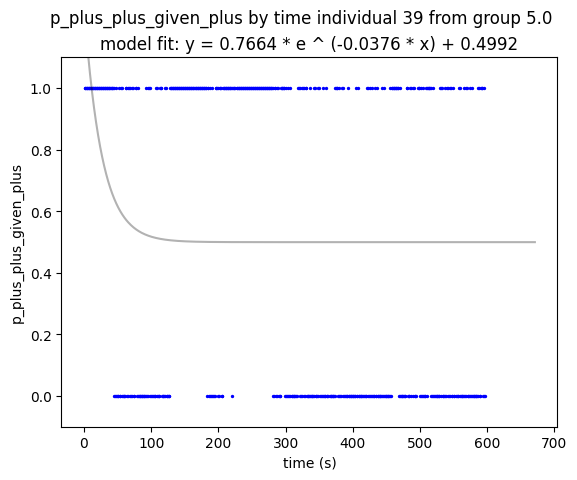 p_plus_plus_given_plus by time individual 39 from group 5.0
model fit: y = 0.7664 * e ^ (-0.0376 * x) + 0.4992
1.0
0.8
0.6
0.4
0.2
0.0
p_plus_plus_given_plus
0 100 200 300 400 500 600 700
time (s)